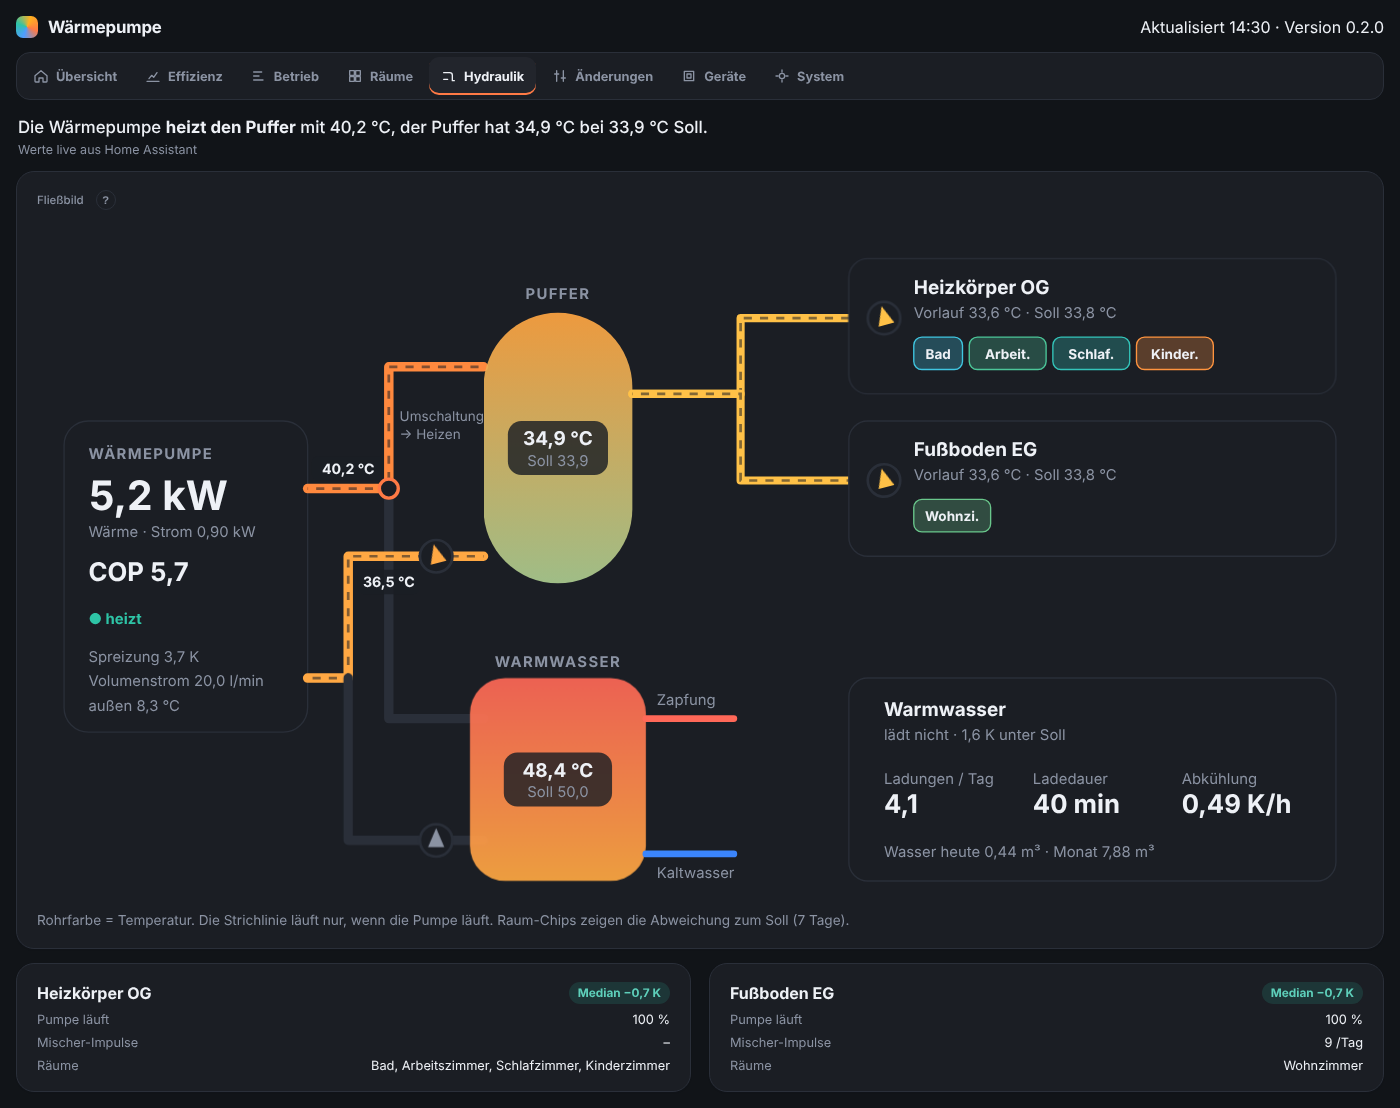 Wärmepumpe
Aktualisiert 14:30 · Version 0.2.0
Übersicht
Effizienz
Betrieb
Räume
Hydraulik
Änderungen
Geräte
System
Die Wärmepumpe heizt den Puffer mit 40,2 °C, der Puffer hat 34,9 °C bei 33,9 °C Soll.
Werte live aus Home Assistant
Fließbild ?
PUFFER
34,9 °C
Soll 33,9
Umschaltung
→ Heizen
40,2 °C
36,5 °C
WÄRMEPUMPE
5,2 kW
Wärme · Strom 0,90 kW
COP 5,7
heizt
Spreizung 3,7 K
Volumenstrom 20,0 l/min
außen 8,3 °C
Heizkörper OG
Vorlauf 33,6 °C · Soll 33,8 °C
Bad
Arbeit.
Schlaf.
Kinder.
Fußboden EG
Vorlauf 33,6 °C · Soll 33,8 °C
Wohnzi.
WARMWASSER
48,4 °C
Soll 50,0
Zapfung
Kaltwasser
Warmwasser
lädt nicht · 1,6 K unter Soll
Ladungen / Tag
4,1
Ladedauer
40 min
Abkühlung
0,49 K/h
Wasser heute 0,44 m³ · Monat 7,88 m³
Rohrfarbe = Temperatur. Die Strichlinie läuft nur, wenn die Pumpe läuft. Raum-Chips zeigen die Abweichung zum Soll (7 Tage).
Heizkörper OG
Median −0,7 K
Pumpe läuft
100 %
Mischer-Impulse
–
Räume
Bad, Arbeitszimmer, Schlafzimmer, Kinderzimmer
Fußboden EG
Median −0,7 K
Pumpe läuft
100 %
Mischer-Impulse
9 /Tag
Räume
Wohnzimmer